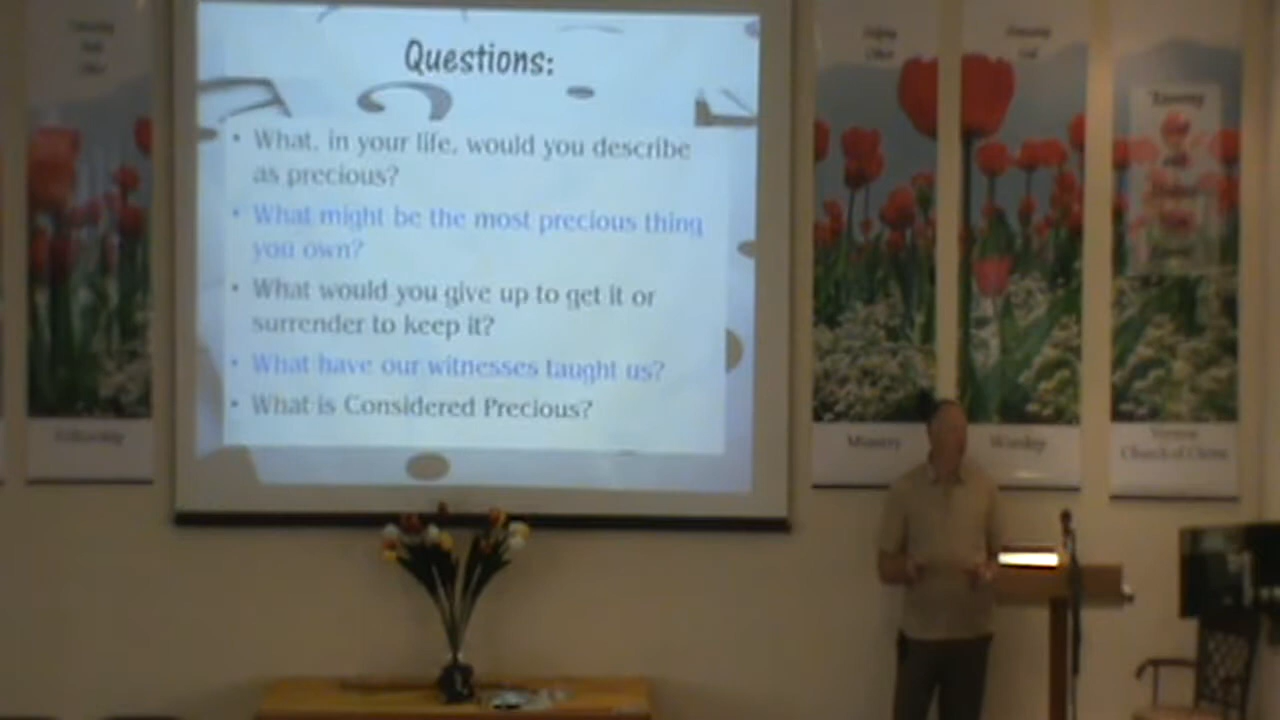 Questions:
• What, in your life, would you describe
as precious?
• What might be the most precious thing
you own?
• What would you give up to get it or
surrender to keep it?
• What have our witnesses taught us?
• What is Considered Precious?
Ministry
Worship
Church of Christ